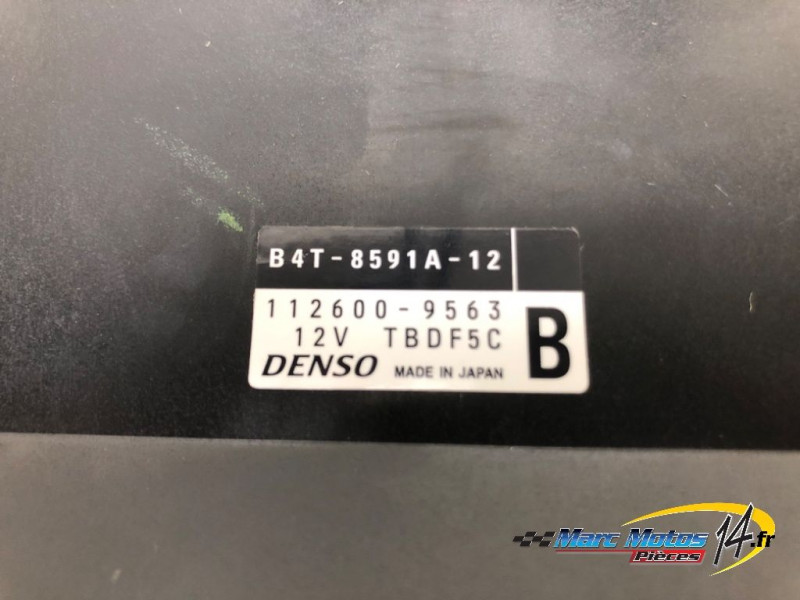 B4T-8591A-12
112600-9563
12V TBDF5C
B
DENSO MADE IN JAPAN
Marc Motos 14.fr
Pièces